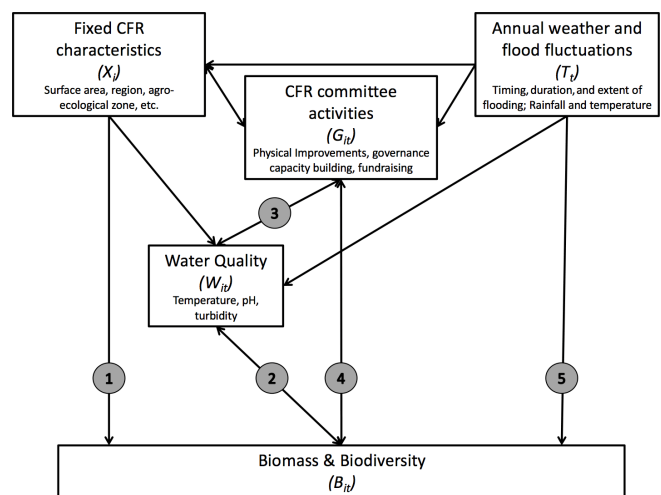 Fixed CFR
characteristics
(Xi)
Surface area, region, agro-
ecological zone, etc.
Annual weather and
flood fluctuations
(Tt)
Timing, duration, and extent of
flooding; Rainfall and temperature
CFR committee
activities
(Git)
Physical Improvements, governance
capacity building, fundraising
3
Water Quality
(Wit)
Temperature, pH,
turbidity
1
2
4
5
Biomass & Biodiversity
(Bit)